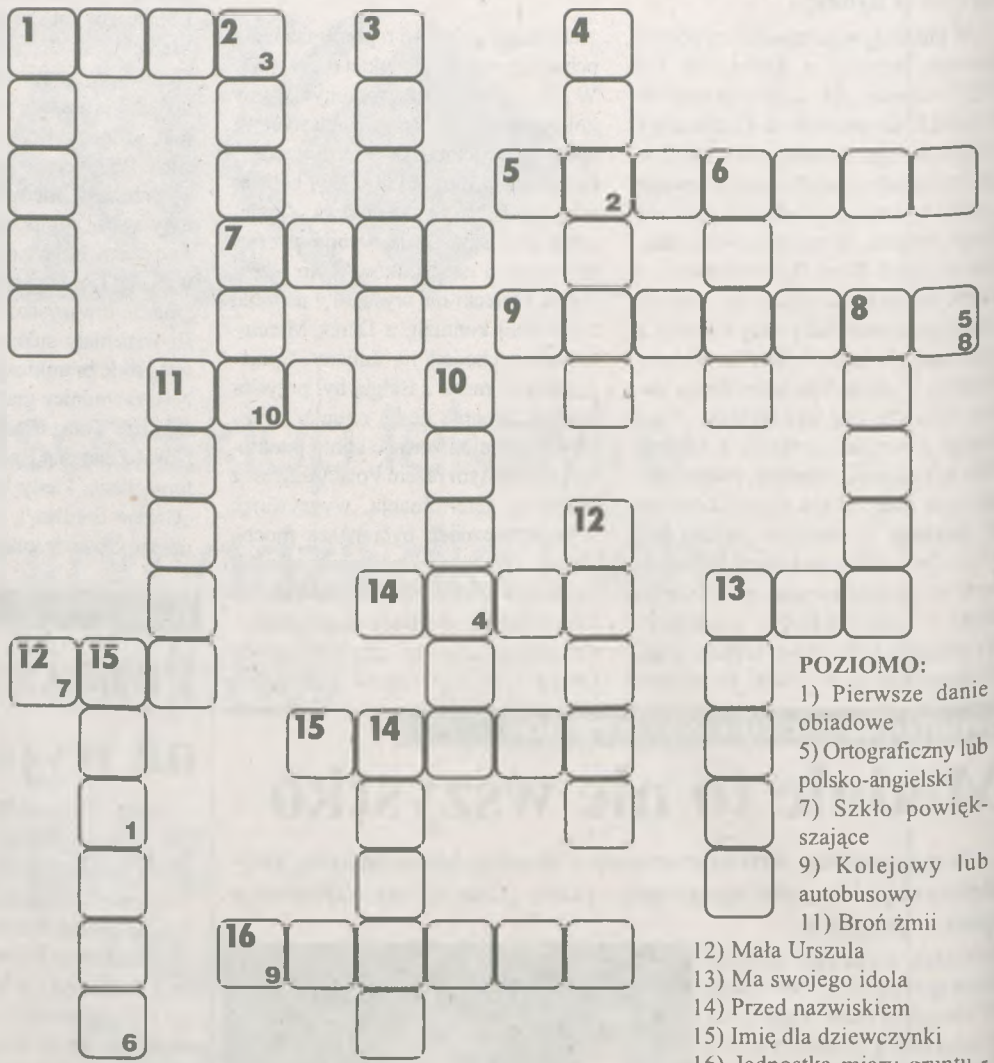 1 2 3 4
3
5 6
2
7
9 8 5
8
11 10
10
12
14 13
4
12 15
7
15 14
1
16
9
6
POZIOMO:
1) Pierwsze danie
obiadowe
5) Ortograficzny lub
polsko-angielski
7) Szkło powięk-
szające
9) Kolejowy lub
autobusowy
11) Broń żmii
12) Mała Urszula
13) Ma swojego idola
14) Przed nazwiskiem
15) Imię dla dziewczynki